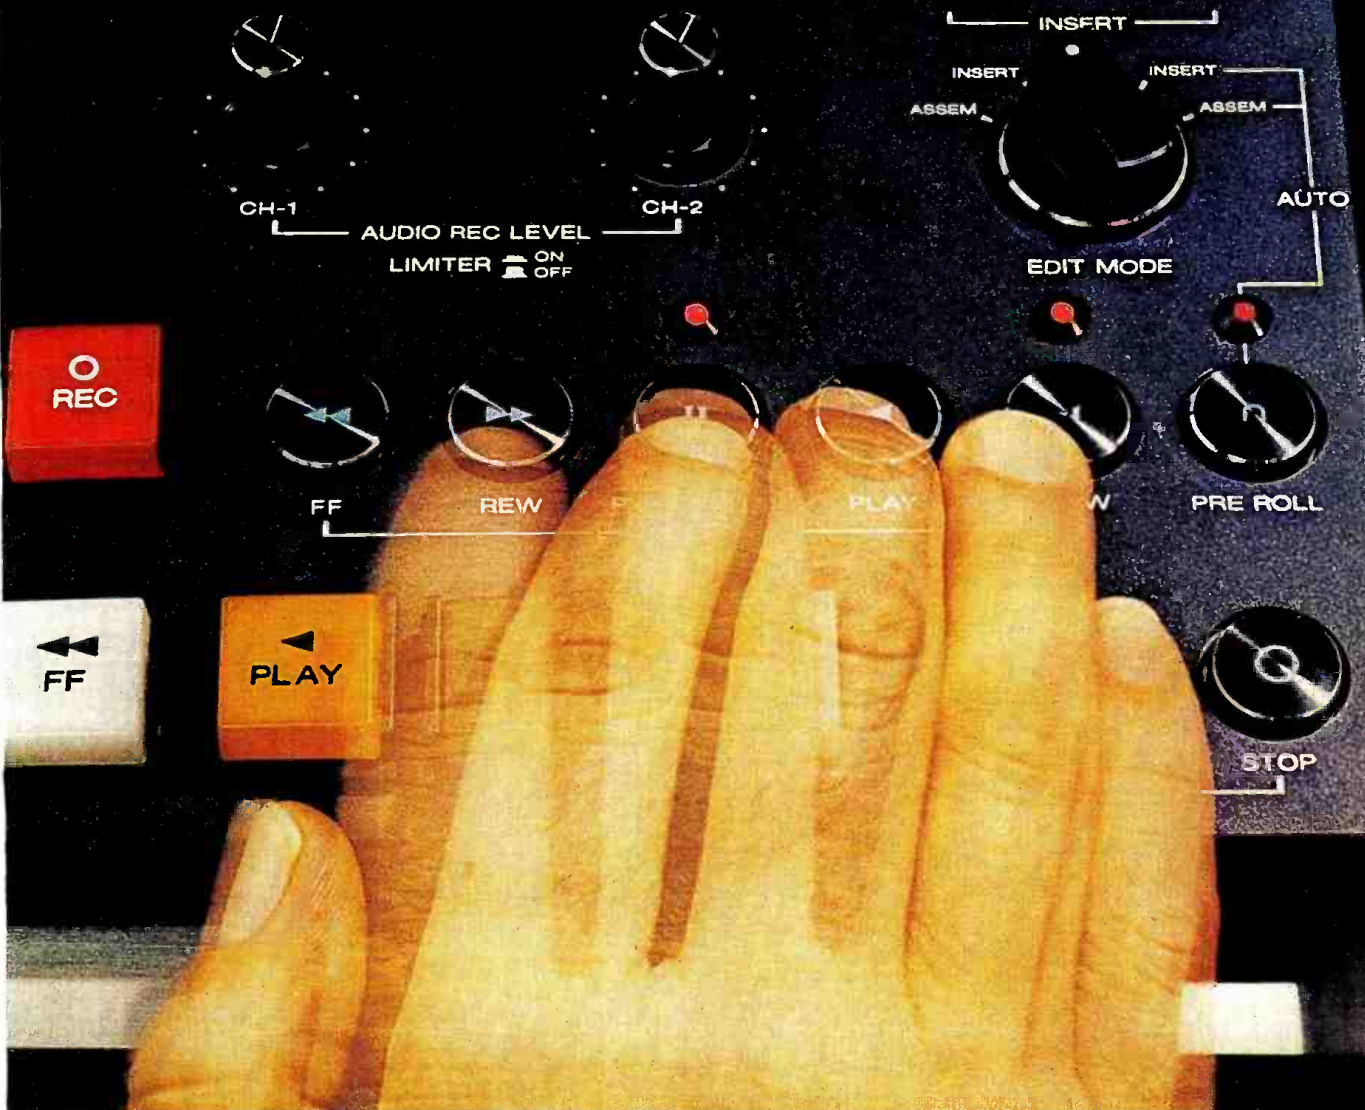 INSERT
INSERT
INSERT
ASSEM
ASSEM
AUTO
CH-1
CH-2
AUDIO REC LEVEL
LIMITER
ON
OFF
EDIT MODE
REC
FF
REW
PLAY
PRE ROLL
FF
PLAY
STOP